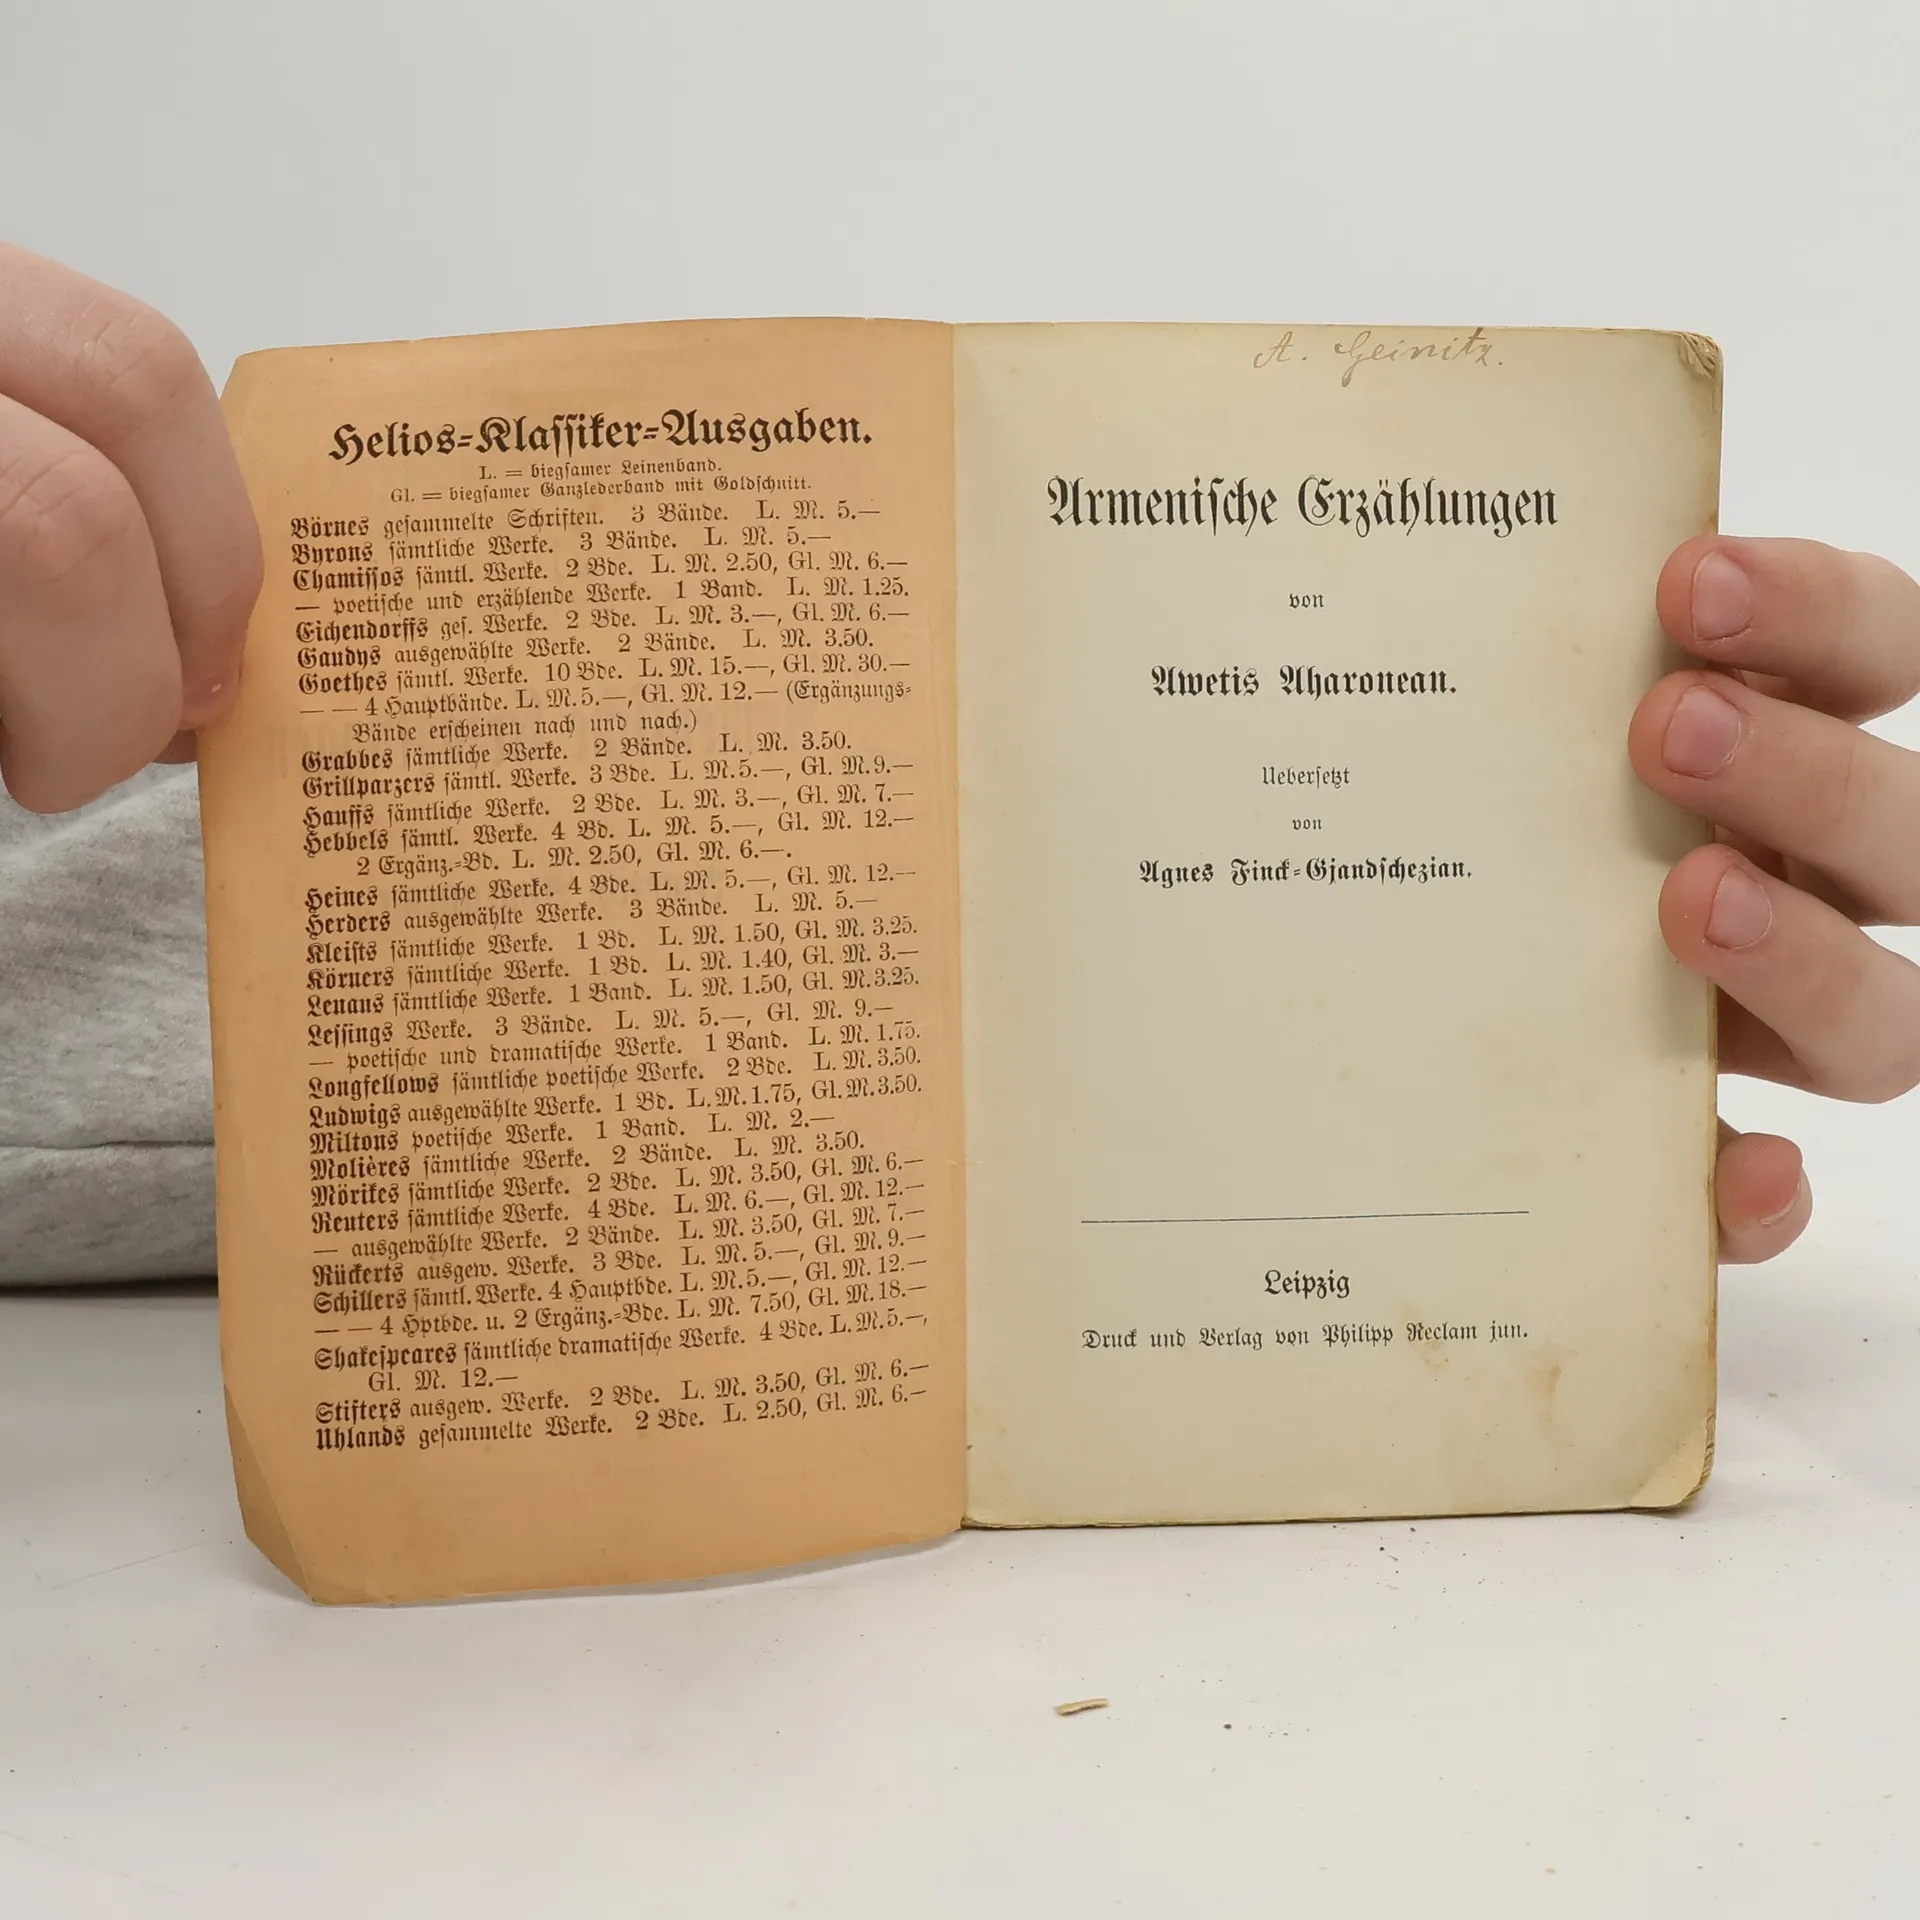 Helios-Klassiker-Ausgaben.
L. = biegsamer Leinenband.
Gl. = biegsamer Ganzlederband mit Goldschnitt.
Börnes gesammelte Schriften. 3 Bände. L. M. 5.—
Byrons sämtliche Werke. 3 Bände. L. M. 5.—
Chamissos sämtl. Werke. 2 Bde. L. M. 2.50, Gl. M. 6.—
— poetische und erzählende Werke. 1 Band. L. M. 1.25.
Eichendorffs ges. Werke. 2 Bde. L. M. 3.—, Gl. M. 6.—
Gaudys ausgewählte Werke. 2 Bände. L. M. 3.50.
Goethes sämtl. Werke. 10 Bde. L. M. 15.—, Gl. M. 30.—
— — 4 Hauptbände. L. M. 5.—, Gl. M. 12.— (Ergänzungs-
Bände erscheinen nach und nach.)
Grabbes sämtliche Werke. 2 Bände. L. M. 3.50.
Grillparzers sämtl. Werke. 3 Bde. L. M. 5.—, Gl. M. 9.—
Hauffs sämtliche Werke. 2 Bde. L. M. 3.—, Gl. M. 7.—
Hebbels sämtl. Werke. 4 Bd. L. M. 5.—, Gl. M. 12.—
2 Ergänz.-Bd. L. M. 2.50, Gl. M. 6.—.
Heines sämtliche Werke. 4 Bde. L. M. 5.—, Gl. M. 12.—
Herders ausgewählte Werke. 3 Bände. L. M. 5.—
Kleists sämtliche Werke. 1 Bd. L. M. 1.50, Gl. M. 3.25.
Körners sämtliche Werke. 1 Bd. L. M. 1.40, Gl. M. 3.—
Lenaus sämtliche Werke. 1 Band. L. M. 1.50, Gl. M. 3.25.
Lessings Werke. 3 Bände. L. M. 5.—, Gl. M. 9.—
— poetische und dramatische Werke. 1 Band. L. M. 1.75.
Longfellows sämtliche poetische Werke. 2 Bde. L. M. 3.50.
Ludwigs ausgewählte Werke. 1 Bd. L. M. 1.75, Gl. M. 3.50.
Miltons poetische Werke. 1 Band. L. M. 2.—
Molières sämtliche Werke. 2 Bände. L. M. 3.50.
Mörikes sämtliche Werke. 2 Bde. L. M. 3.50, Gl. M. 6.—
Reuters sämtliche Werke. 4 Bde. L. M. 6.—, Gl. M. 12.—
— ausgewählte Werke. 2 Bände. L. M. 3.50, Gl. M. 7.—
Rückerts ausgew. Werke. 3 Bde. L. M. 5.—, Gl. M. 9.—
Schillers sämtl. Werke. 4 Hauptbde. L. M. 5.—, Gl. M. 12.—
— — 4 Hptbde. u. 2 Ergänz.-Bde. L. M. 7.50, Gl. M. 18.—
Shakespeares sämtliche dramatische Werke. 4 Bde. L. M. 5.—,
Gl. M. 12.—
Stifters ausgew. Werke. 2 Bde. L. M. 3.50, Gl. M. 6.—
Uhlands gesammelte Werke. 2 Bde. L. 2.50, Gl. M. 6.—
A. Geinitz.
Armenische Erzählungen
von
Awetis Aharonean.
Uebersetzt
von
Agnes Finck-Gjandschezian.
Leipzig
Druck und Verlag von Philipp Reclam jun.